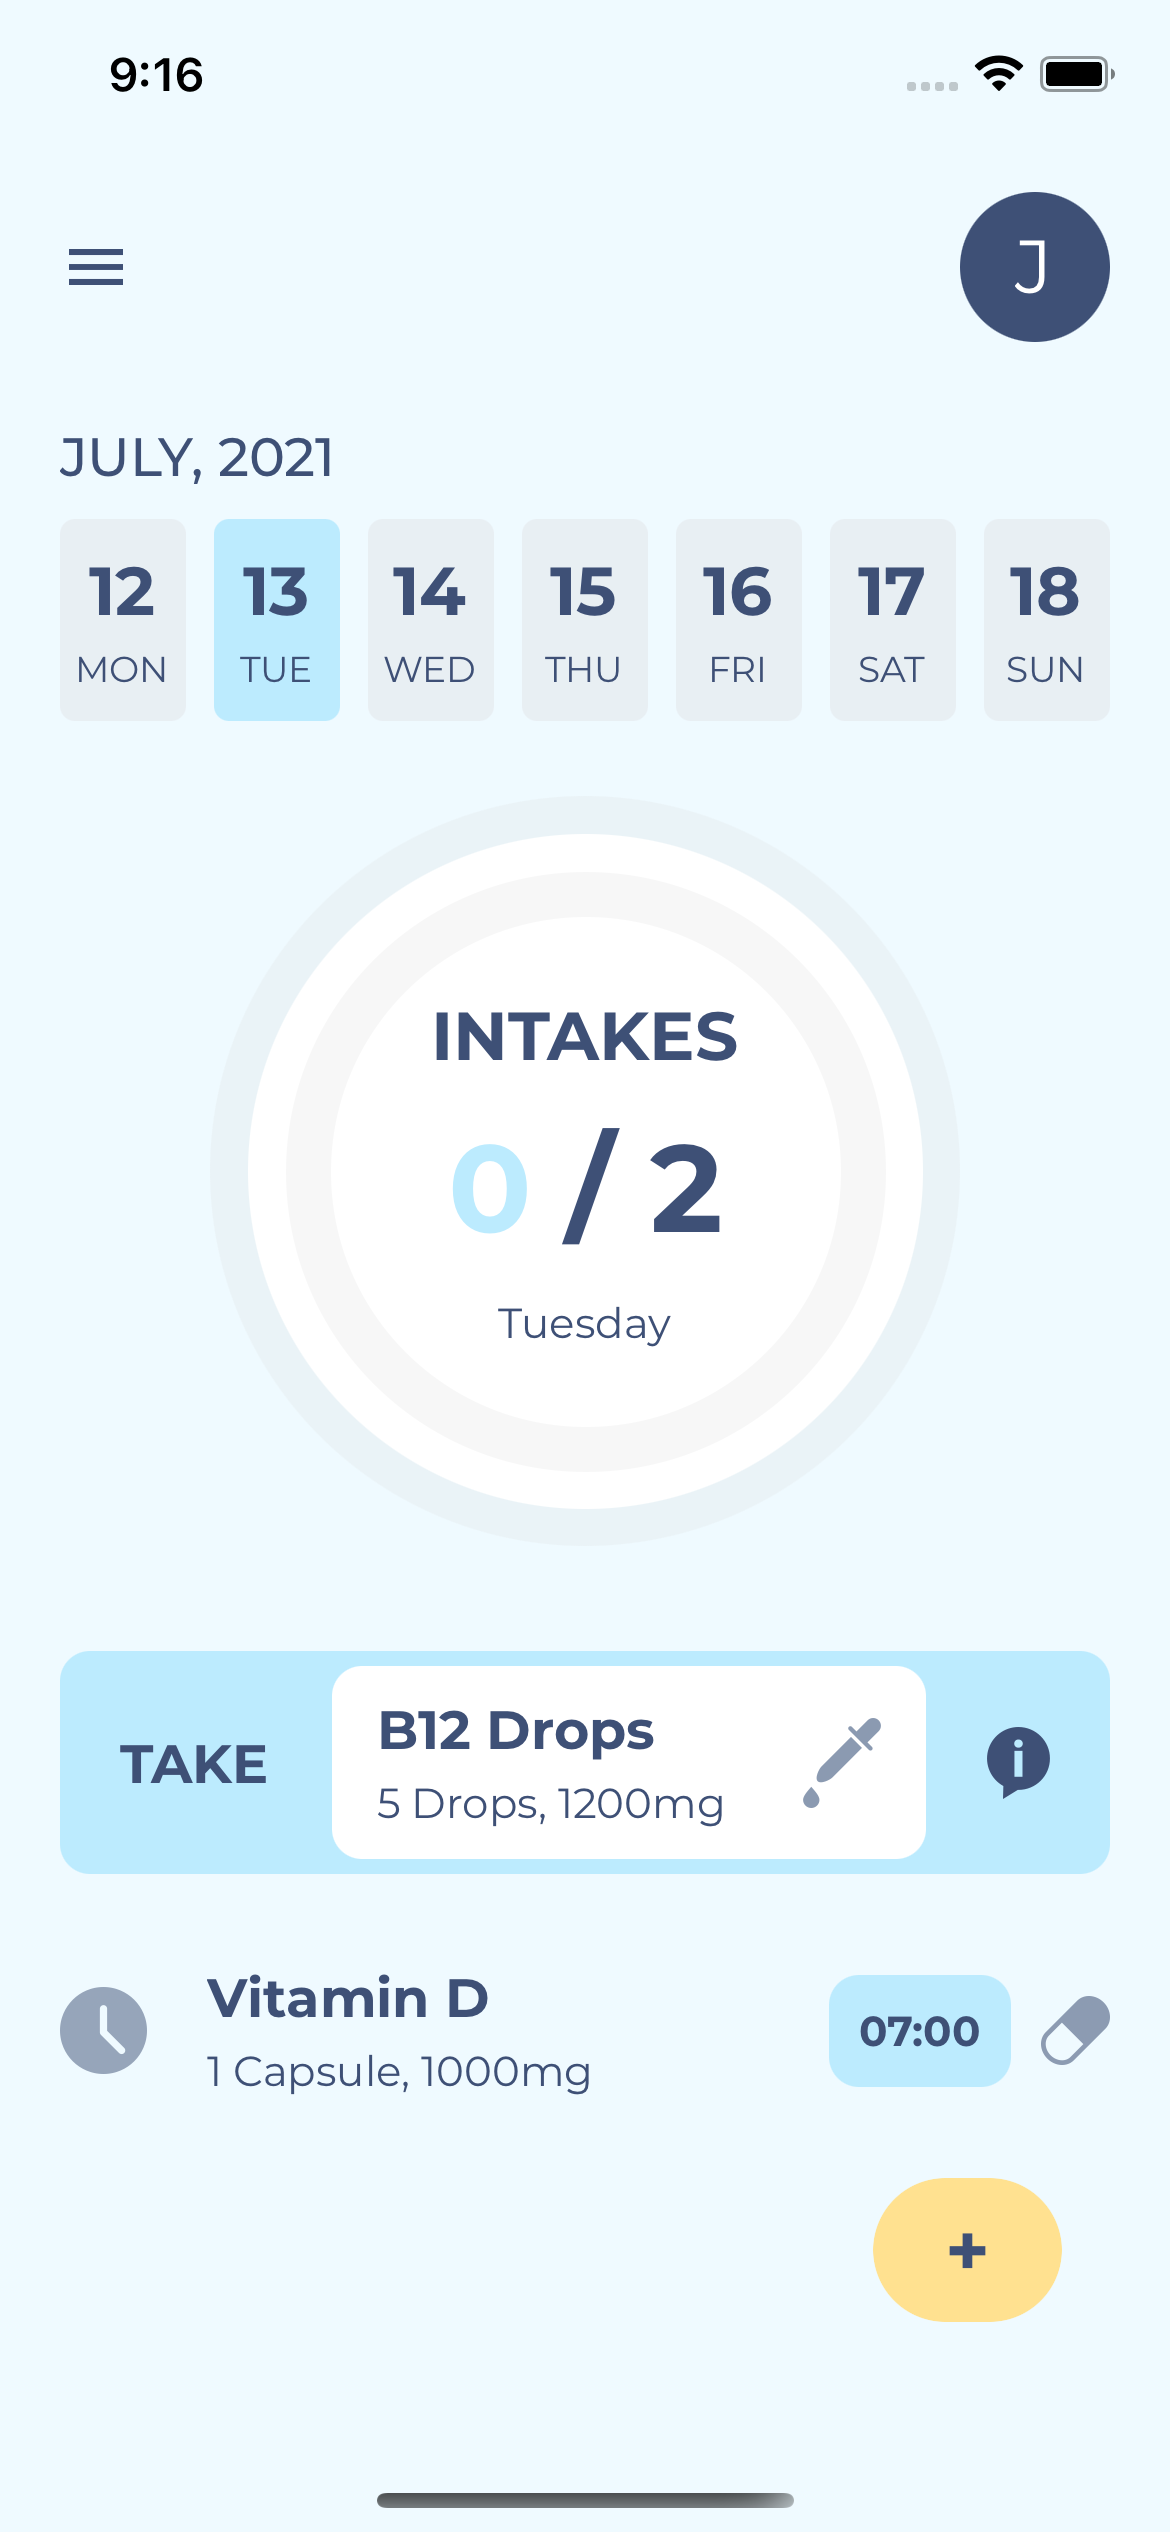 9:16
J
JULY, 2021
12 13 14 15 16 17 18
MON TUE WED THU FRI SAT SUN
INTAKES
0 / 2
Tuesday
TAKE
B12 Drops
5 Drops, 1200mg
i
Vitamin D
1 Capsule, 1000mg
07:00
+